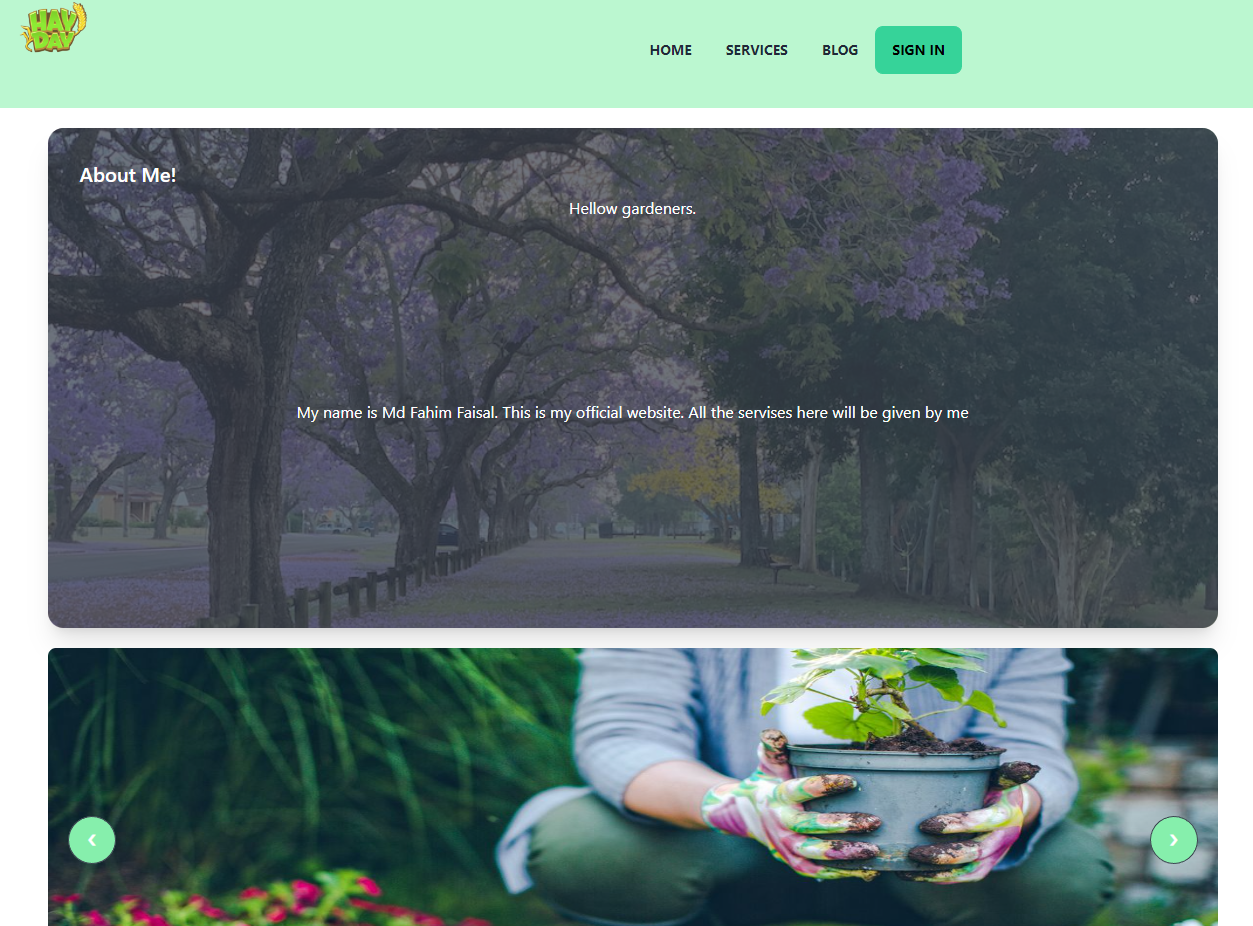 HAY
DAY
HOME SERVICES BLOG SIGN IN
About Me!
Hellow gardeners.
My name is Md Fahim Faisal. This is my official website. All the servises here will be given by me